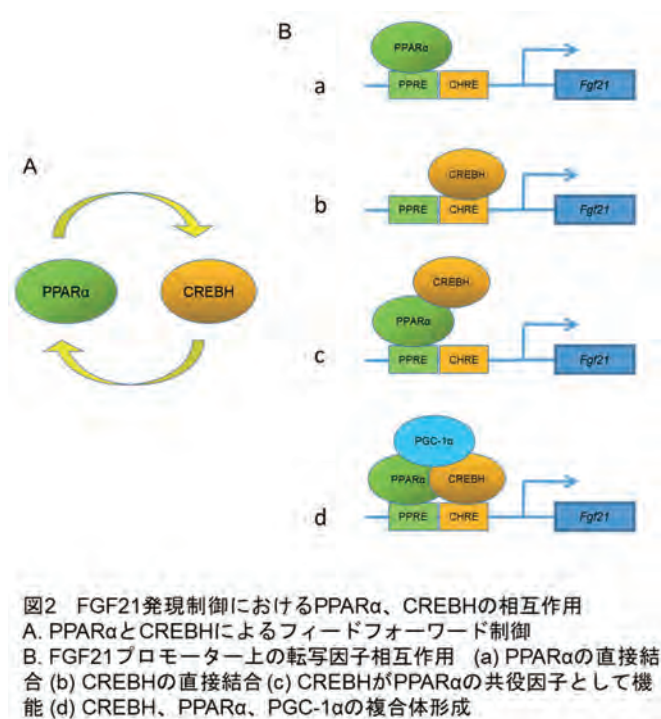 A
PPARα
CREBH
B
a
PPARα
PPRE CHRE Fgf21
b
CREBH
PPRE CHRE Fgf21
c
CREBH
PPARα
PPRE CHRE Fgf21
d
PGC-1α
PPARα CREBH
PPRE CHRE Fgf21
図2 FGF21発現制御におけるPPARα、CREBHの相互作用
A. PPARαとCREBHによるフィードフォーワード制御
B. FGF21プロモーター上の転写因子相互作用 (a) PPARαの直接結
合 (b) CREBHの直接結合 (c) CREBHがPPARαの共役因子として機
能 (d) CREBH、PPARα、PGC-1αの複合体形成